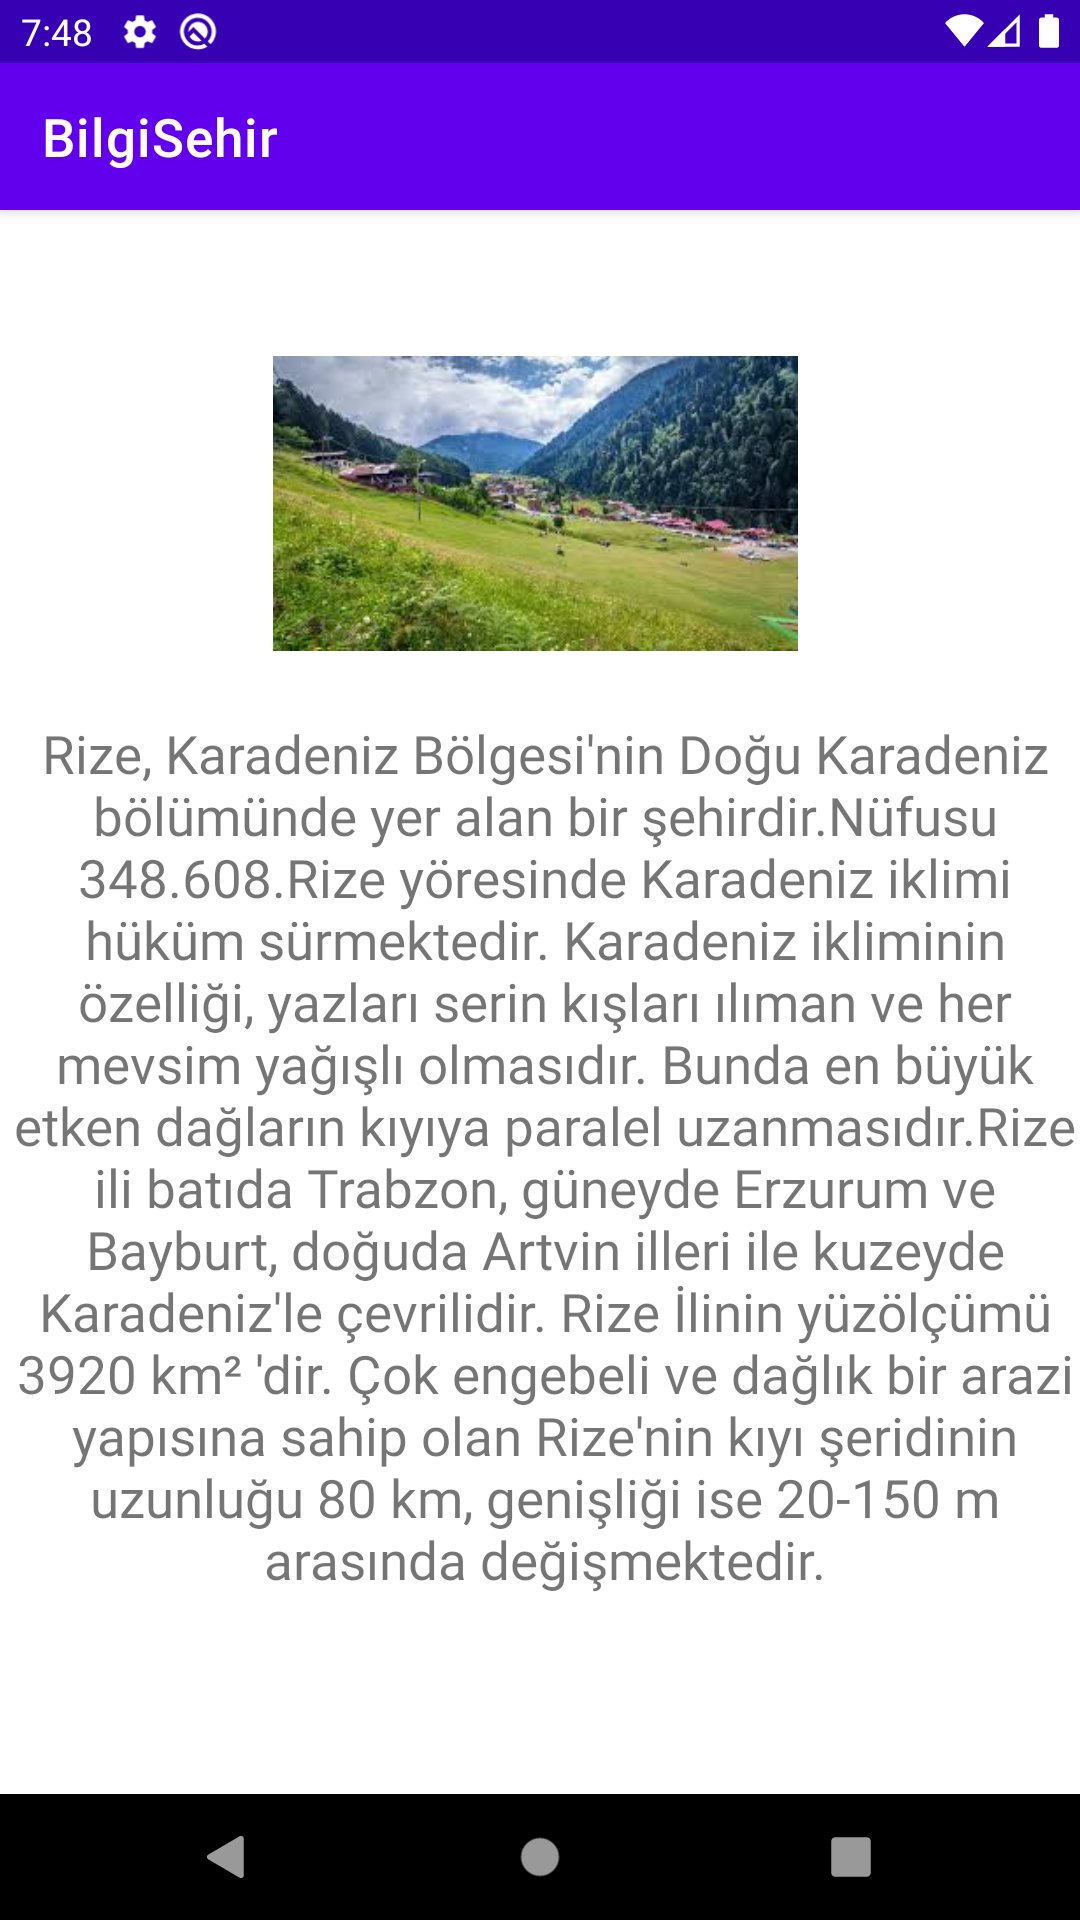 7:48
BilgiSehir
Rize, Karadeniz Bölgesi'nin Doğu Karadeniz
bölümünde yer alan bir şehirdir.Nüfusu
348.608.Rize yöresinde Karadeniz iklimi
hüküm sürmektedir. Karadeniz ikliminin
özelliği, yazları serin kışları ılıman ve her
mevsim yağışlı olmasıdır. Bunda en büyük
etken dağların kıyıya paralel uzanmasıdır.Rize
ili batıda Trabzon, güneyde Erzurum ve
Bayburt, doğuda Artvin illeri ile kuzeyde
Karadeniz'le çevrilidir. Rize İlinin yüzölçümü
3920 km² 'dir. Çok engebeli ve dağlık bir arazi
yapısına sahip olan Rize'nin kıyı şeridinin
uzunluğu 80 km, genişliği ise 20-150 m
arasında değişmektedir.